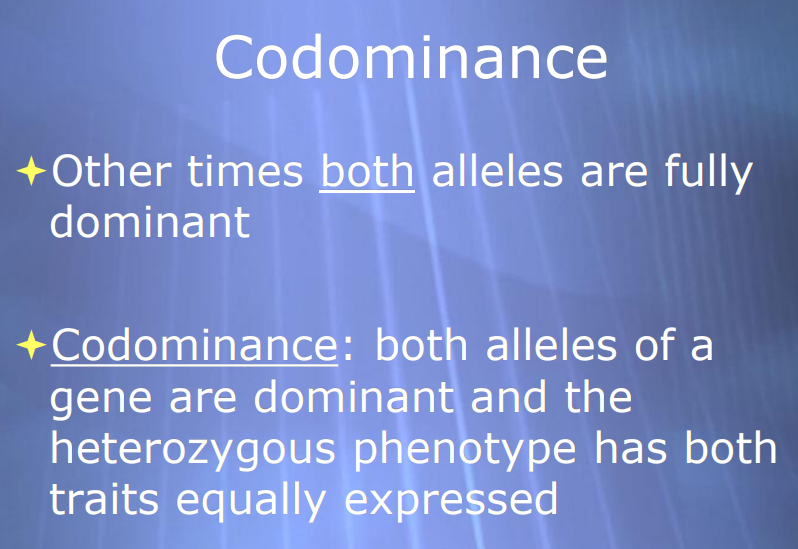 Codominance
Other times both alleles are fully
dominant
Codominance: both alleles of a
gene are dominant and the
heterozygous phenotype has both
traits equally expressed